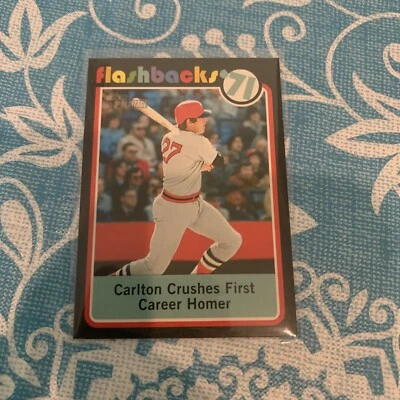 flashbacks '71
27
Carlton Crushes First
Career Homer